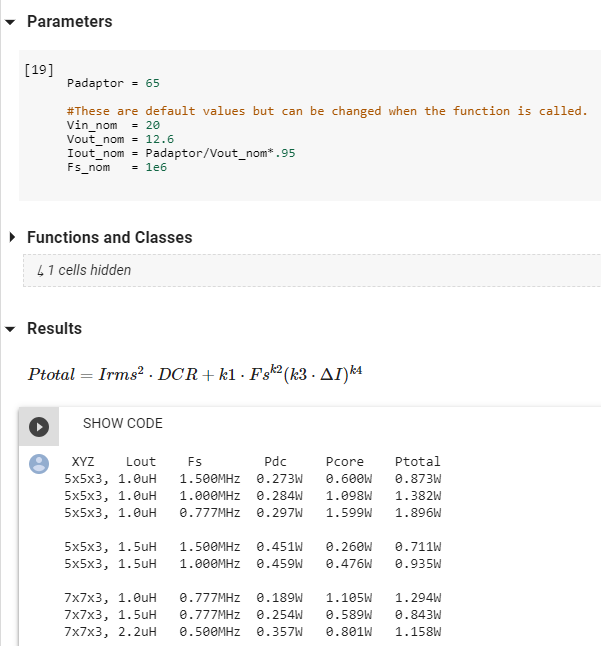 Parameters
[19]
Padaptor = 65
#These are default values but can be changed when the function is called.
Vin_nom = 20
Vout_nom = 12.6
Iout_nom = Padaptor/Vout_nom*.95
Fs_nom = 1e6
Functions and Classes
↳ 1 cells hidden
Results
Ptotal = Irms² · DCR + k1 · Fs^k2(k3 · ΔI)^k4
SHOW CODE
XYZ Lout Fs Pdc Pcore Ptotal
5x5x3, 1.0uH 1.500MHz 0.273W 0.600W 0.873W
5x5x3, 1.0uH 1.000MHz 0.284W 1.098W 1.382W
5x5x3, 1.0uH 0.777MHz 0.297W 1.599W 1.896W
5x5x3, 1.5uH 1.500MHz 0.451W 0.260W 0.711W
5x5x3, 1.5uH 1.000MHz 0.459W 0.476W 0.935W
7x7x3, 1.0uH 0.777MHz 0.189W 1.105W 1.294W
7x7x3, 1.5uH 0.777MHz 0.254W 0.589W 0.843W
7x7x3, 2.2uH 0.500MHz 0.357W 0.801W 1.158W